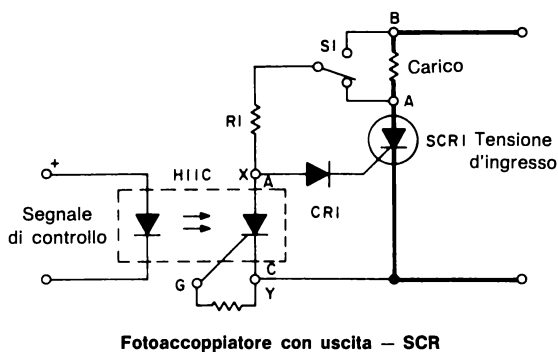 B
S1
Carico
A
R1
SCR1 Tensione
d'ingresso
+
H11C
X
A
CR1
Segnale
di controllo
C
G
Y
Fotoaccoppiatore con uscita – SCR